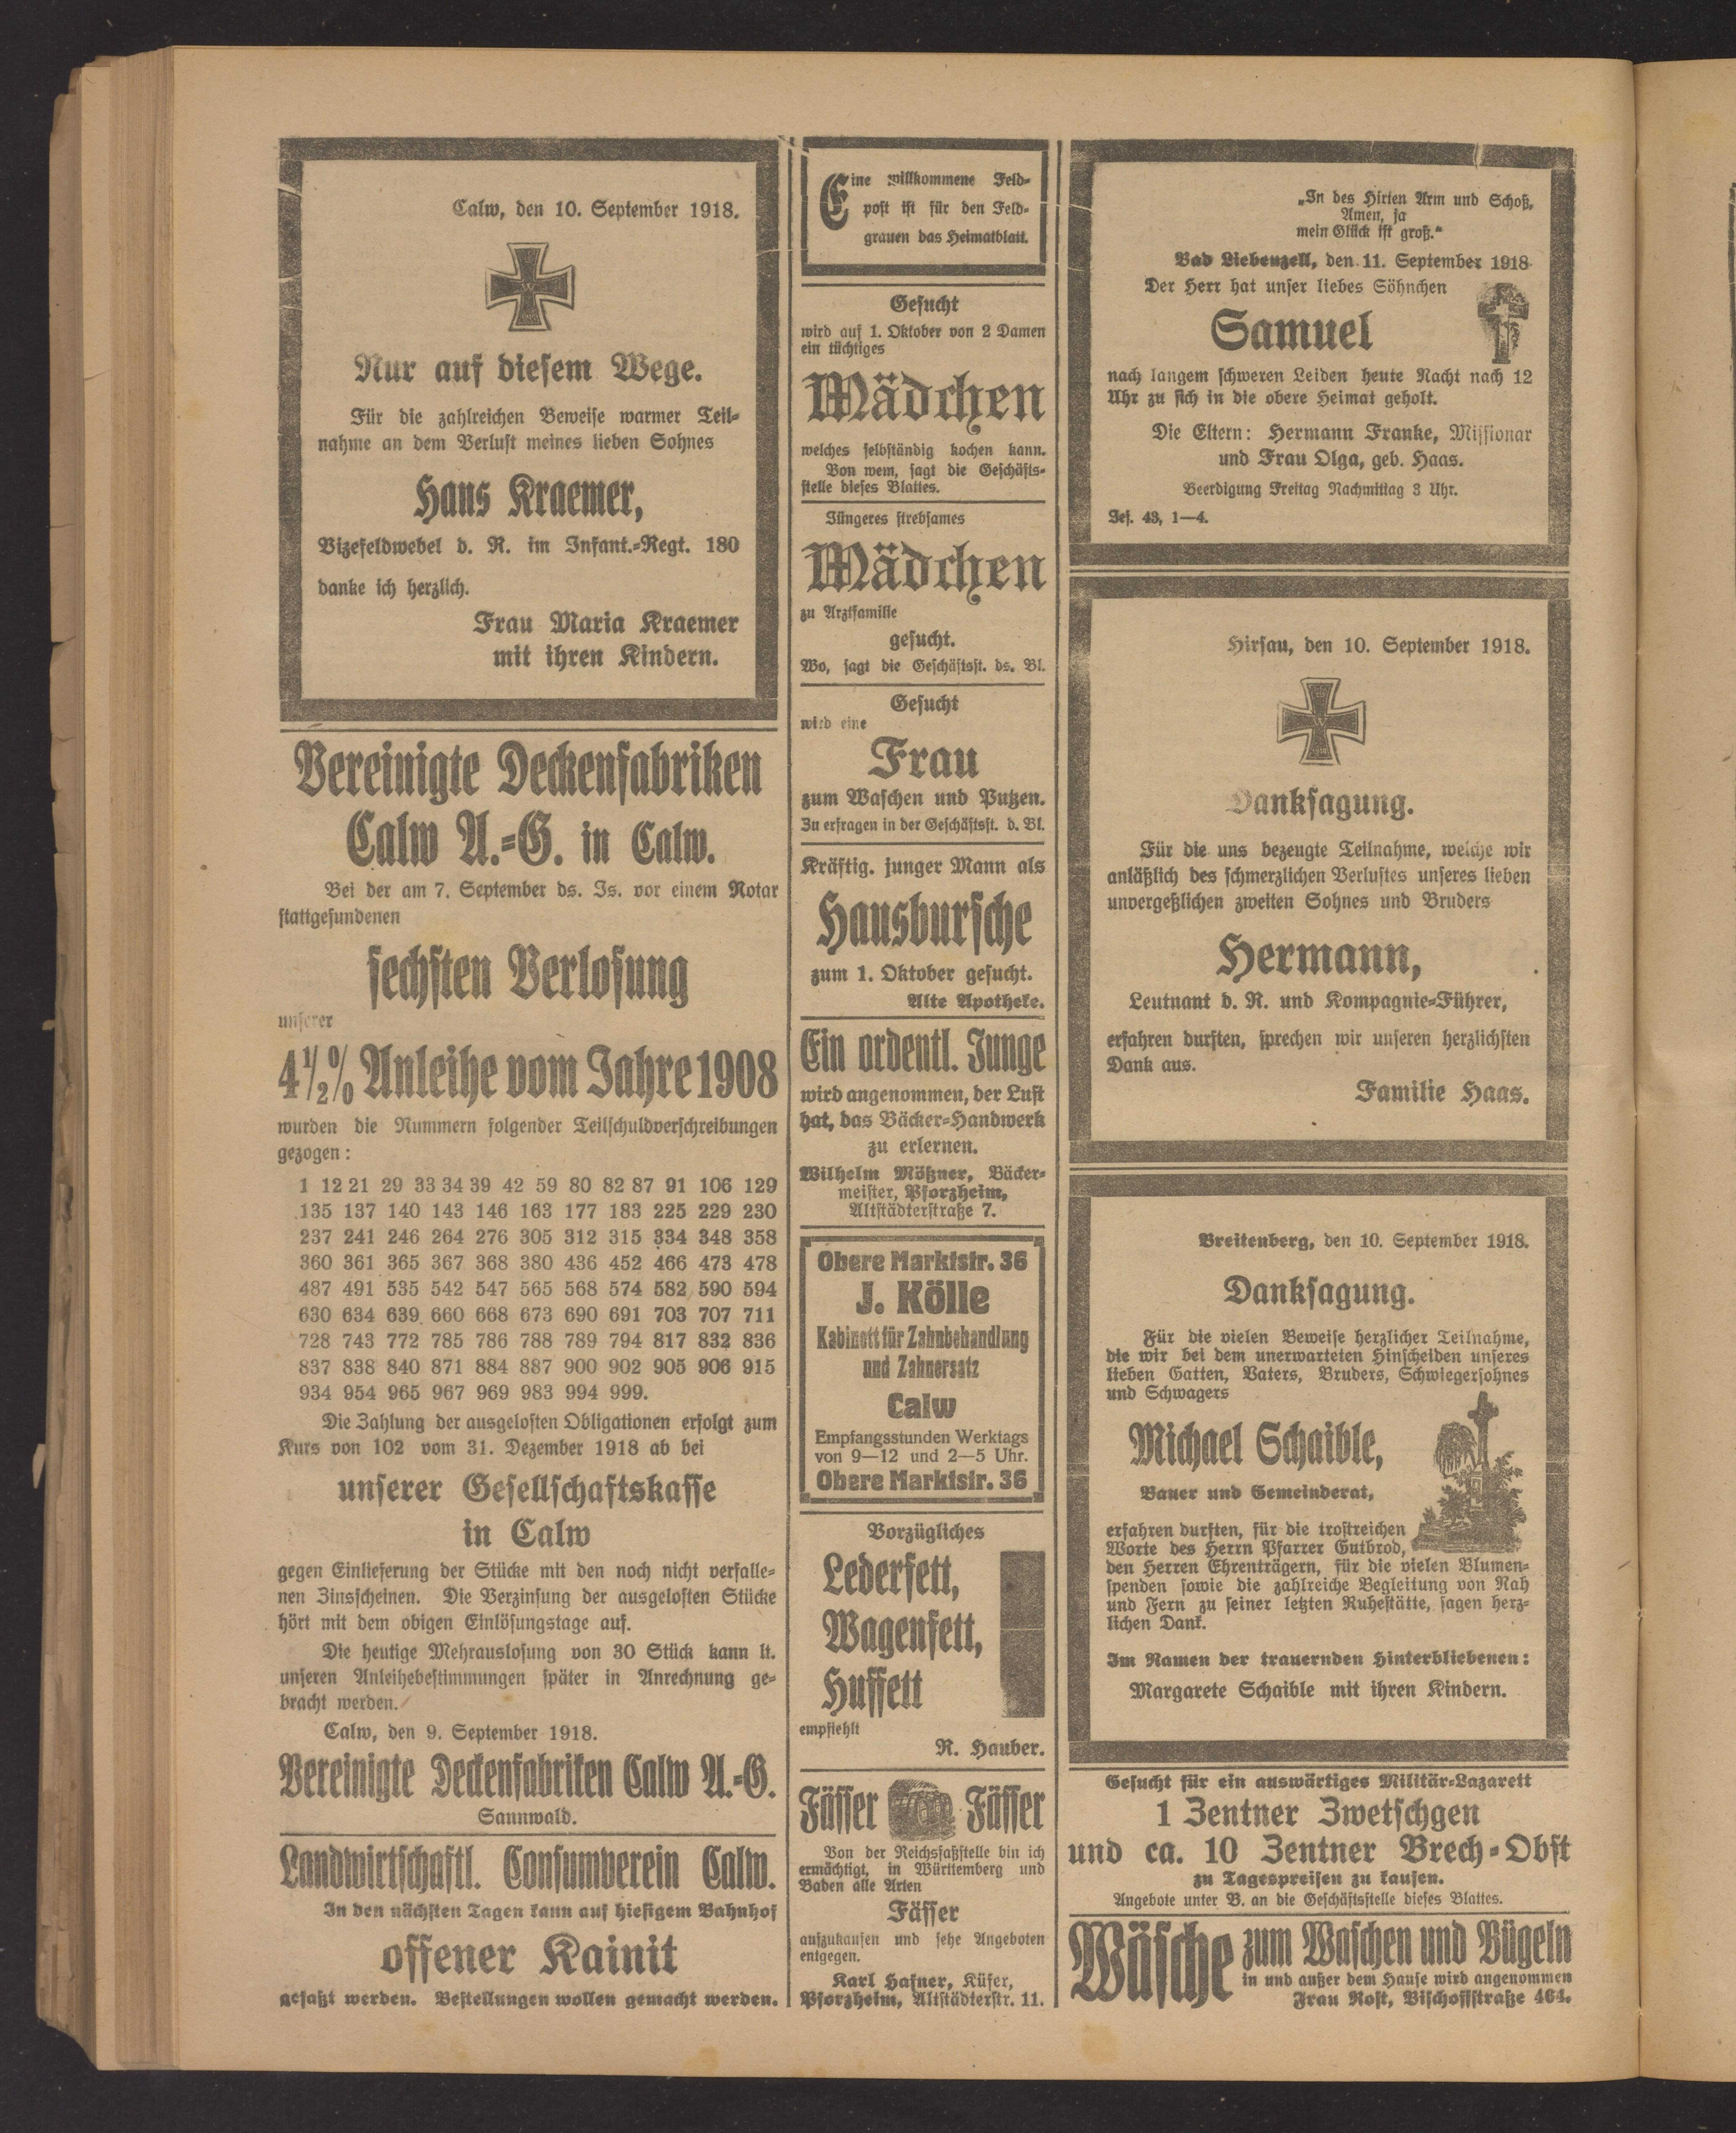 Calw, den 10. September 1918.
Nur auf diesem Wege.
Für die zahlreichen Beweise warmer Teil-
nahme an dem Verlust meines lieben Sohnes
Hans Kraemer,
Vizefeldwebel d. R. im Infant.-Regt. 180
danke ich herzlich.
Frau Maria Kraemer
mit ihren Kindern.
Vereinigte Deckenfabriken
Calw A.-G. in Calw.
Bei der am 7. September ds. Js. vor einem Notar
stattgefundenen
sechsten Verlosung
unserer
4½% Anleihe vom Jahre 1908
wurden die Nummern folgender Teilschuldverschreibungen
gezogen:
1 12 21 29 33 34 39 42 59 80 82 87 91 106 129
135 137 140 143 146 163 177 183 225 229 230
237 241 246 264 276 305 312 315 334 348 358
360 361 365 367 368 380 436 452 466 473 478
487 491 535 542 547 565 568 574 582 590 594
630 634 639 660 668 673 690 691 703 707 711
728 743 772 785 786 788 789 794 817 832 836
837 838 840 871 884 887 900 902 905 906 915
934 954 965 967 969 983 994 999.
Die Zahlung der ausgelosten Obligationen erfolgt zum
Kurs von 102 vom 31. Dezember 1918 ab bei
unserer Gesellschaftskasse
in Calw
gegen Einlieferung der Stücke mit den noch nicht verfalle-
nen Zinsscheinen. Die Verzinsung der ausgelosten Stücke
hört mit dem obigen Einlösungstage auf.
Die heutige Mehrauslosung von 30 Stück kann lt.
unseren Anleihebestimmungen später in Anrechnung ge-
bracht werden.
Calw, den 9. September 1918.
Vereinigte Deckenfabriken Calw A.-G.
Sannwald.
Landwirtschaftl. Consumverein Calw.
In den nächsten Tagen kann auf hiesigem Bahnhof
offener Kainit
gefaßt werden. Bestellungen wollen gemacht werden.
Eine willkommene Feld-
post ist für den Feld-
grauen das Heimatblatt.
Gesucht
wird auf 1. Oktober von 2 Damen
ein tüchtiges
Mädchen
welches selbständig kochen kann.
Von wem, sagt die Geschäfts-
stelle dieses Blattes.
Jüngeres strebsames
Mädchen
zu Arztfamilie
gesucht.
Wo, sagt die Geschäftsst. ds. Bl.
Gesucht
wird eine
Frau
zum Waschen und Putzen.
Zu erfragen in der Geschäftsst. d. Bl.
Kräftig. junger Mann als
Hausbursche
zum 1. Oktober gesucht.
Alte Apotheke.
Ein ordentl. Junge
wird angenommen, der Lust
hat, das Bäcker-Handwerk
zu erlernen.
Wilhelm Mößner, Bäcker-
meister, Pforzheim,
Altstädterstraße 7.
Obere Marktstr. 36
J. Kölle
Kabinett für Zahnbehandlung
und Zahnersatz
Calw
Empfangsstunden Werktags
von 9—12 und 2—5 Uhr.
Obere Marktstr. 36
Vorzügliches
Lederfett,
Wagenfett,
Huffett
empfiehlt
R. Hauber.
Fässer Fässer
Von der Reichsfaßstelle bin ich
ermächtigt, in Württemberg und
Baden alle Arten
Fässer
aufzukaufen und sehe Angeboten
entgegen.
Karl Hafner, Küfer,
Pforzheim, Altstädterstr. 11.
„In des Hirten Arm und Schoß,
Amen, ja
mein Glück ist groß.“
Bad Liebenzell, den 11. September 1918
Der Herr hat unser liebes Söhnchen
Samuel
nach langem schweren Leiden heute Nacht nach 12
Uhr zu sich in die obere Heimat geholt.
Die Eltern: Hermann Franke, Missionar
und Frau Olga, geb. Haas.
Beerdigung Freitag Nachmittag 3 Uhr.
Jes. 43, 1—4.
Hirsau, den 10. September 1918.
Danksagung.
Für die uns bezeugte Teilnahme, welche wir
anläßlich des schmerzlichen Verlustes unseres lieben
unvergeßlichen zweiten Sohnes und Bruders
Hermann,
Leutnant d. R. und Kompagnie-Führer,
erfahren durften, sprechen wir unseren herzlichsten
Dank aus.
Familie Haas.
Breitenberg, den 10. September 1918.
Danksagung.
Für die vielen Beweise herzlicher Teilnahme,
die wir bei dem unerwarteten Hinscheiden unseres
lieben Gatten, Vaters, Bruders, Schwiegersohnes
und Schwagers
Michael Schaible,
Bauer und Gemeinderat,
erfahren durften, für die trostreichen
Worte des Herrn Pfarrer Gutbrod,
den Herren Ehrenträgern, für die vielen Blumen-
spenden sowie die zahlreiche Begleitung von Nah
und Fern zu seiner letzten Ruhestätte, sagen herz-
lichen Dank.
Im Namen der trauernden Hinterbliebenen:
Margarete Schaible mit ihren Kindern.
Gesucht für ein auswärtiges Militär-Lazarett
1 Zentner Zwetschgen
und ca. 10 Zentner Brech-Obst
zu Tagespreisen zu kaufen.
Angebote unter B. an die Geschäftsstelle dieses Blattes.
Wäsche zum Waschen und Bügeln
in und außer dem Hause wird angenommen
Frau Rost, Bischoffstraße 464.